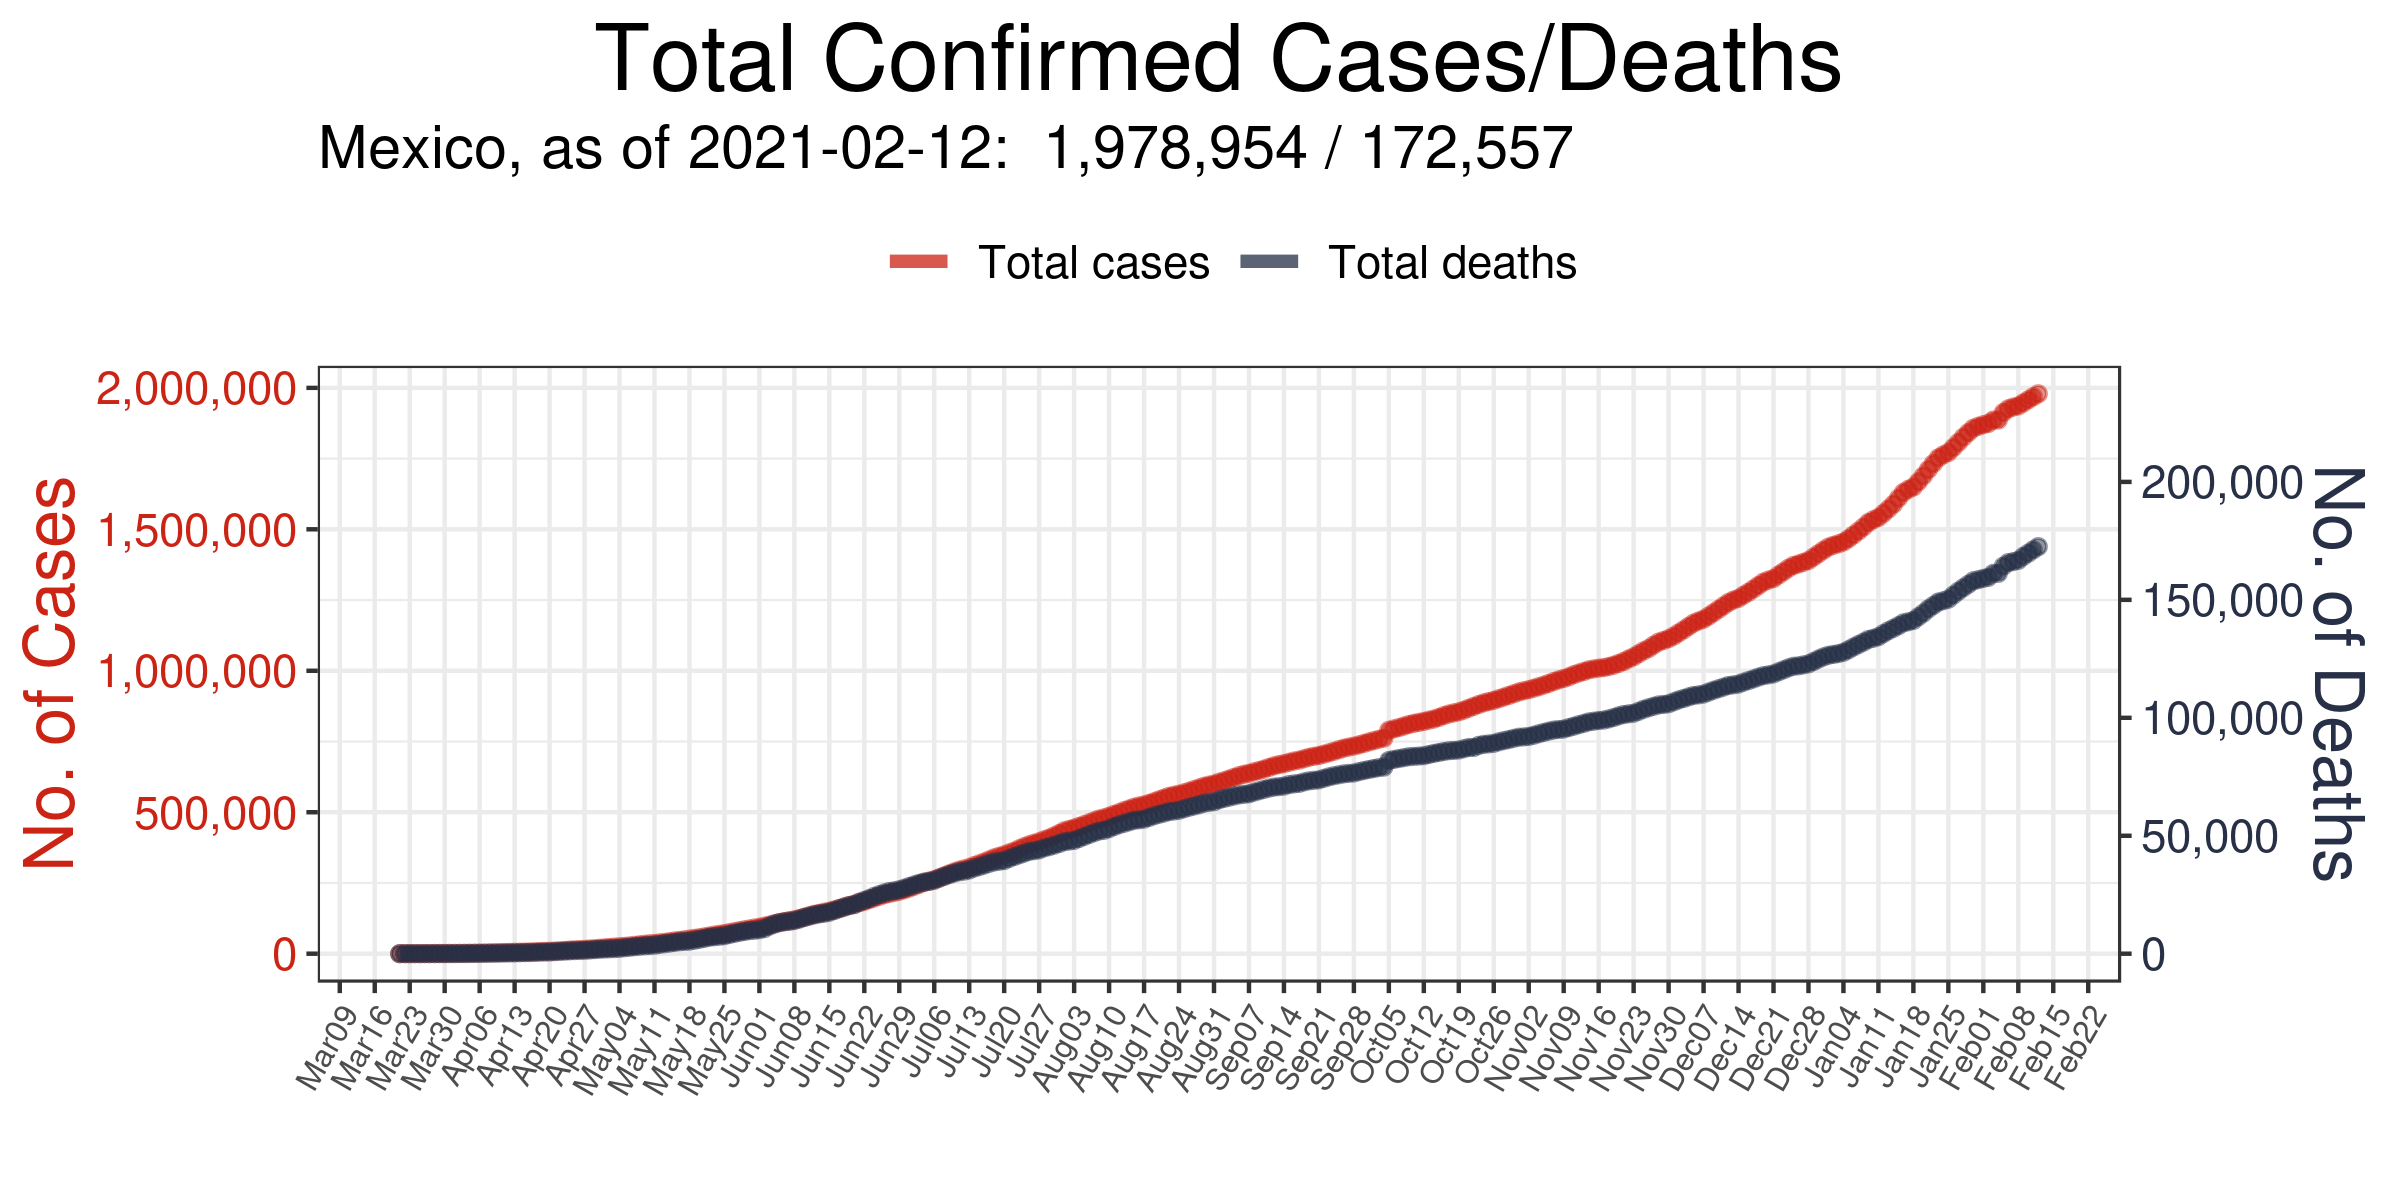 Total Confirmed Cases/Deaths
Mexico, as of 2021-02-12:  1,978,954 / 172,557
Total cases
Total deaths
No. of Cases
2,000,000
1,500,000
1,000,000
500,000
0
200,000
150,000
100,000
50,000
0
No. of Deaths
Mar09
Mar16
Mar23
Mar30
Apr06
Apr13
Apr20
Apr27
May04
May11
May18
May25
Jun01
Jun08
Jun15
Jun22
Jun29
Jul06
Jul13
Jul20
Jul27
Aug03
Aug10
Aug17
Aug24
Aug31
Sep07
Sep14
Sep21
Sep28
Oct05
Oct12
Oct19
Oct26
Nov02
Nov09
Nov16
Nov23
Nov30
Dec07
Dec14
Dec21
Dec28
Jan04
Jan11
Jan18
Jan25
Feb01
Feb08
Feb15
Feb22